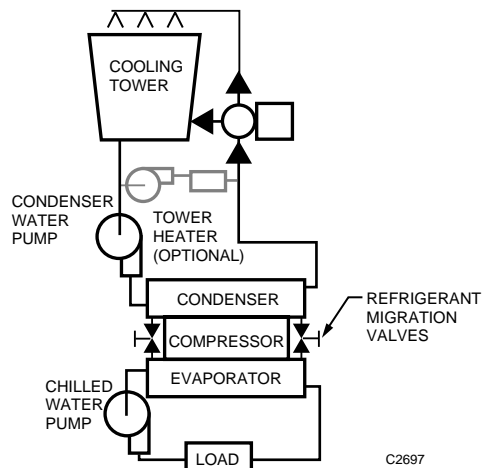 COOLING
TOWER
CONDENSER
WATER
PUMP
TOWER
HEATER
(OPTIONAL)
CONDENSER
REFRIGERANT
MIGRATION
VALVES
COMPRESSOR
EVAPORATOR
CHILLED
WATER
PUMP
LOAD
C2697